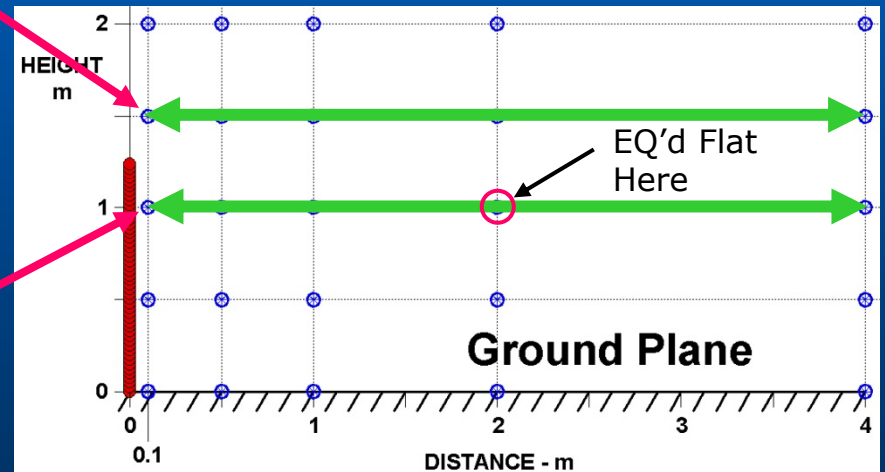 2
HEIGHT
m
EQ’d Flat
Here
1
Ground Plane
0
0 1 2 3 4
0.1
DISTANCE - m